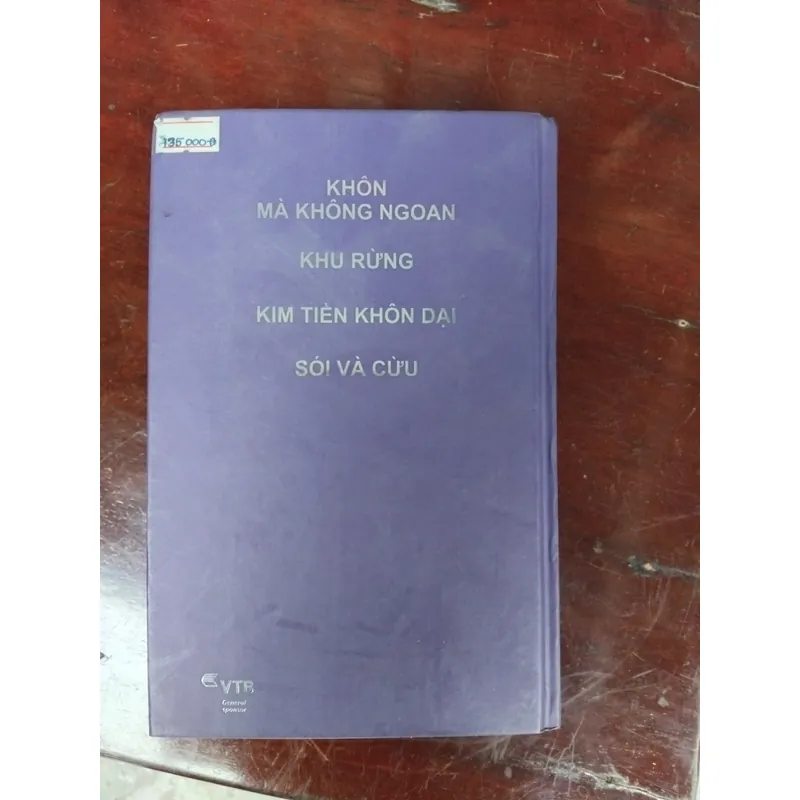 135 000đ
KHÔN
MÀ KHÔNG NGOAN
KHU RỪNG
KIM TIỀN KHÔN DẠI
SÓI VÀ CỪU
VTB
General
sponsor